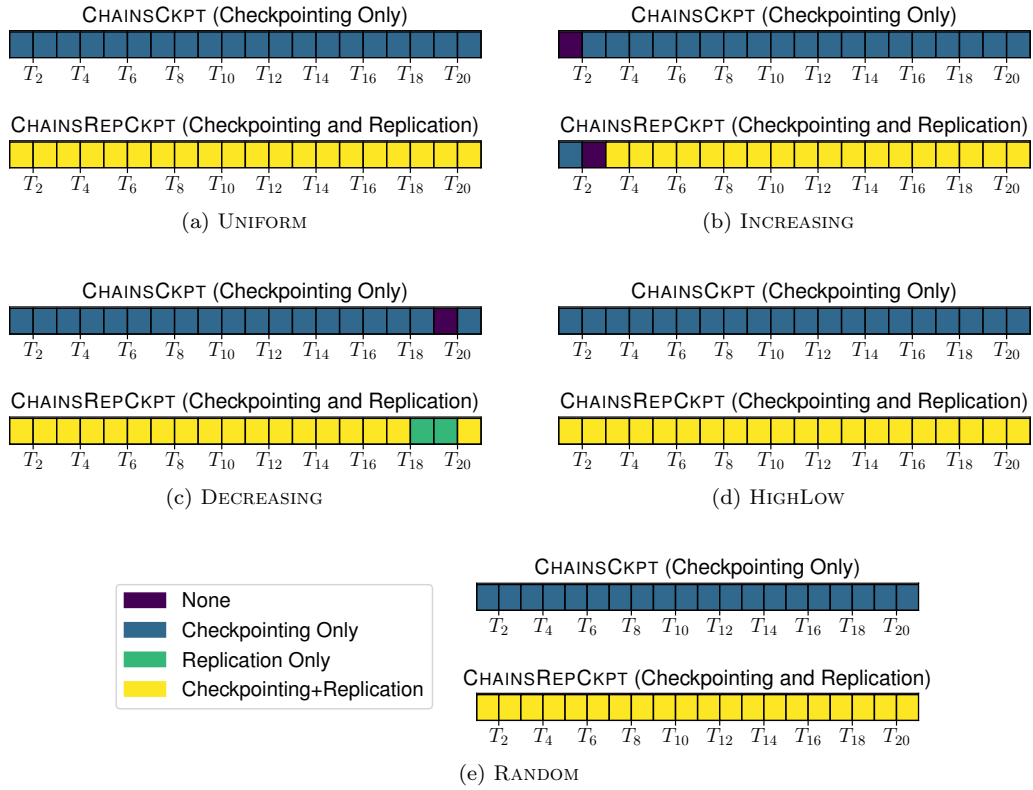 CHAINSCKPT (Checkpointing Only)
T2 T4 T6 T8 T10 T12 T14 T16 T18 T20
CHAINSREPCKPT (Checkpointing and Replication)
T2 T4 T6 T8 T10 T12 T14 T16 T18 T20
(a) UNIFORM
CHAINSCKPT (Checkpointing Only)
T2 T4 T6 T8 T10 T12 T14 T16 T18 T20
CHAINSREPCKPT (Checkpointing and Replication)
T2 T4 T6 T8 T10 T12 T14 T16 T18 T20
(b) INCREASING
CHAINSCKPT (Checkpointing Only)
T2 T4 T6 T8 T10 T12 T14 T16 T18 T20
CHAINSREPCKPT (Checkpointing and Replication)
T2 T4 T6 T8 T10 T12 T14 T16 T18 T20
(c) DECREASING
CHAINSCKPT (Checkpointing Only)
T2 T4 T6 T8 T10 T12 T14 T16 T18 T20
CHAINSREPCKPT (Checkpointing and Replication)
T2 T4 T6 T8 T10 T12 T14 T16 T18 T20
(d) HIGHLOW
None
Checkpointing Only
Replication Only
Checkpointing+Replication
CHAINSCKPT (Checkpointing Only)
T2 T4 T6 T8 T10 T12 T14 T16 T18 T20
CHAINSREPCKPT (Checkpointing and Replication)
T2 T4 T6 T8 T10 T12 T14 T16 T18 T20
(e) RANDOM